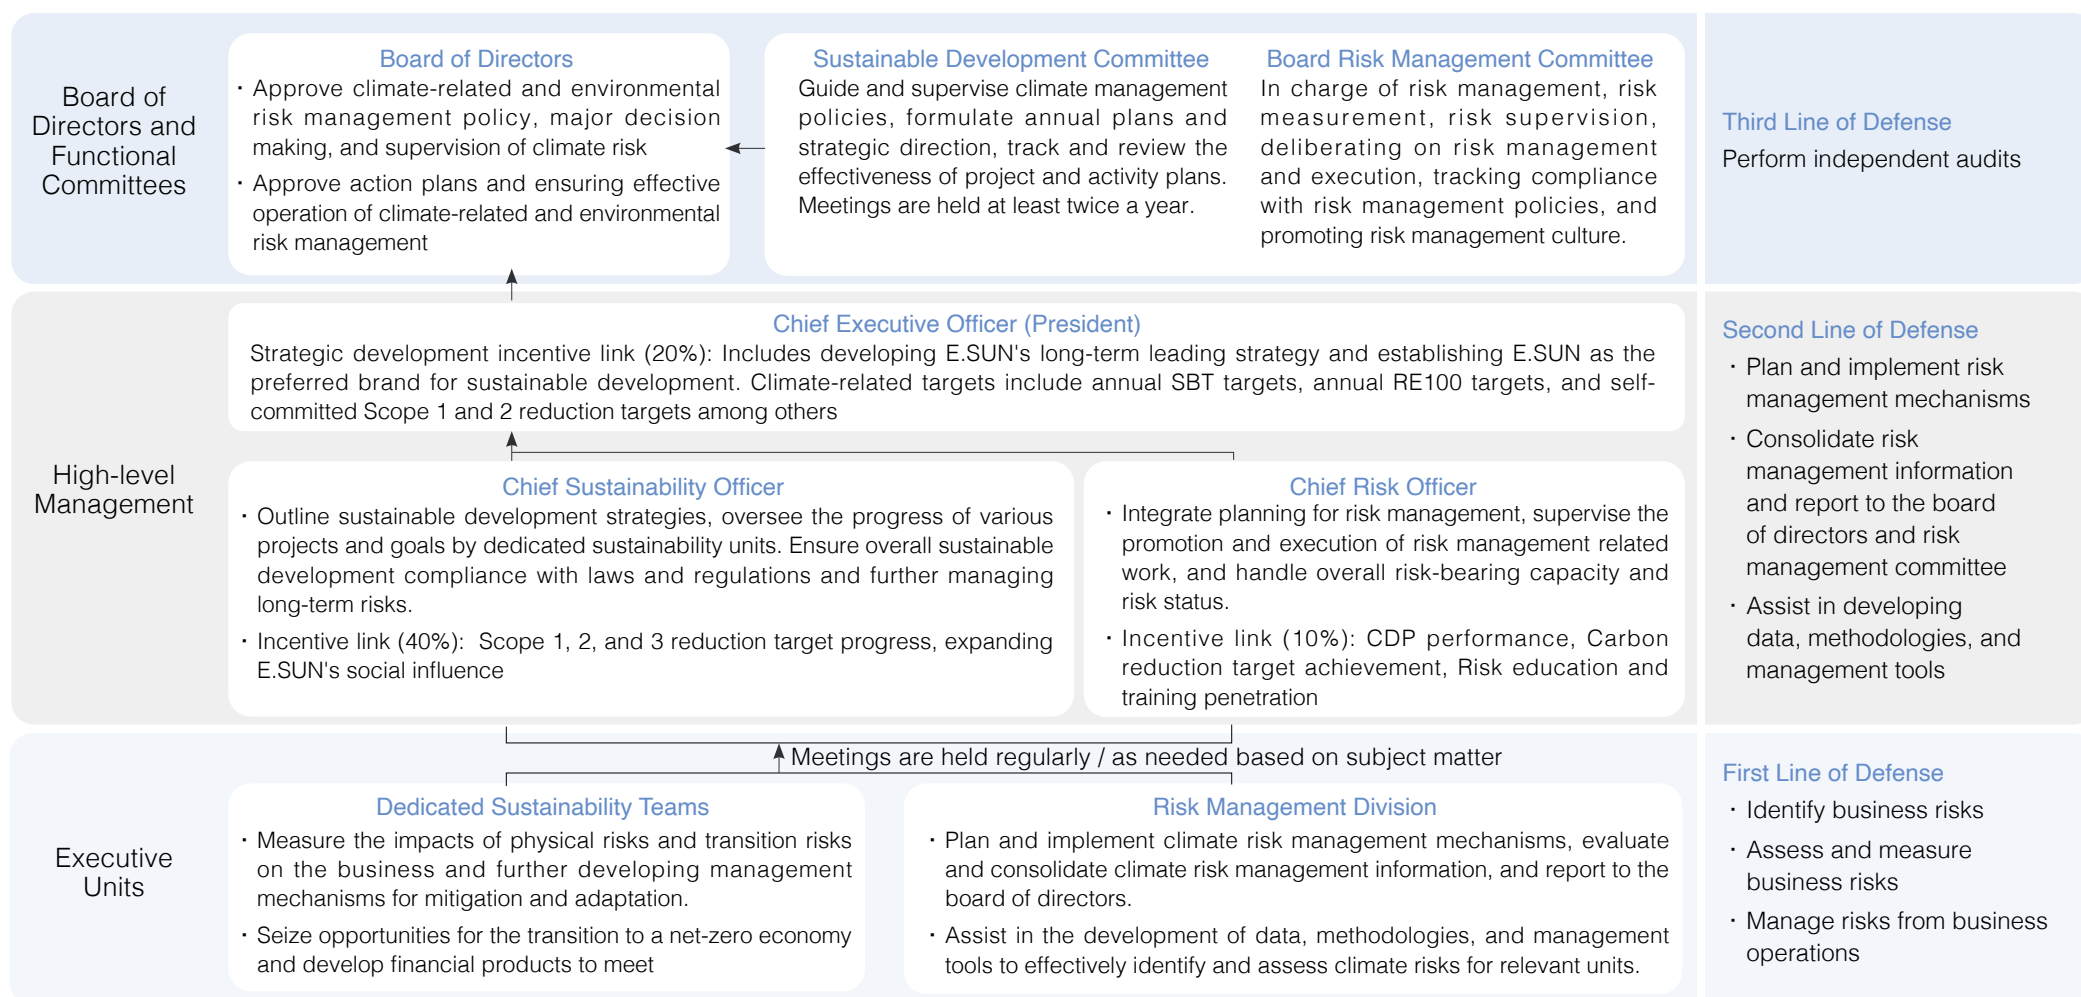 Board of
Directors and
Functional
Committees
Board of Directors
· Approve climate-related and environmental
risk management policy, major decision
making, and supervision of climate risk
· Approve action plans and ensuring effective
operation of climate-related and environmental
risk management
Sustainable Development Committee
Guide and supervise climate management
policies, formulate annual plans and
strategic direction, track and review the
effectiveness of project and activity plans.
Meetings are held at least twice a year.
Board Risk Management Committee
In charge of risk management, risk
measurement, risk supervision,
deliberating on risk management
and execution, tracking compliance
with risk management policies, and
promoting risk management culture.
Third Line of Defense
Perform independent audits
High-level
Management
Chief Executive Officer (President)
Strategic development incentive link (20%): Includes developing E.SUN's long-term leading strategy and establishing E.SUN as the
preferred brand for sustainable development. Climate-related targets include annual SBT targets, annual RE100 targets, and self-
committed Scope 1 and 2 reduction targets among others
Chief Sustainability Officer
· Outline sustainable development strategies, oversee the progress of various
projects and goals by dedicated sustainability units. Ensure overall sustainable
development compliance with laws and regulations and further managing
long-term risks.
· Incentive link (40%): Scope 1, 2, and 3 reduction target progress, expanding
E.SUN's social influence
Chief Risk Officer
· Integrate planning for risk management, supervise the
promotion and execution of risk management related
work, and handle overall risk-bearing capacity and
risk status.
· Incentive link (10%): CDP performance, Carbon
reduction target achievement, Risk education and
training penetration
Second Line of Defense
· Plan and implement risk
management mechanisms
· Consolidate risk
management information
and report to the board
of directors and risk
management committee
· Assist in developing
data, methodologies, and
management tools
Meetings are held regularly / as needed based on subject matter
Executive
Units
Dedicated Sustainability Teams
· Measure the impacts of physical risks and transition risks
on the business and further developing management
mechanisms for mitigation and adaptation.
· Seize opportunities for the transition to a net-zero economy
and develop financial products to meet
Risk Management Division
· Plan and implement climate risk management mechanisms, evaluate
and consolidate climate risk management information, and report to the
board of directors.
· Assist in the development of data, methodologies, and management
tools to effectively identify and assess climate risks for relevant units.
First Line of Defense
· Identify business risks
· Assess and measure
business risks
· Manage risks from business
operations